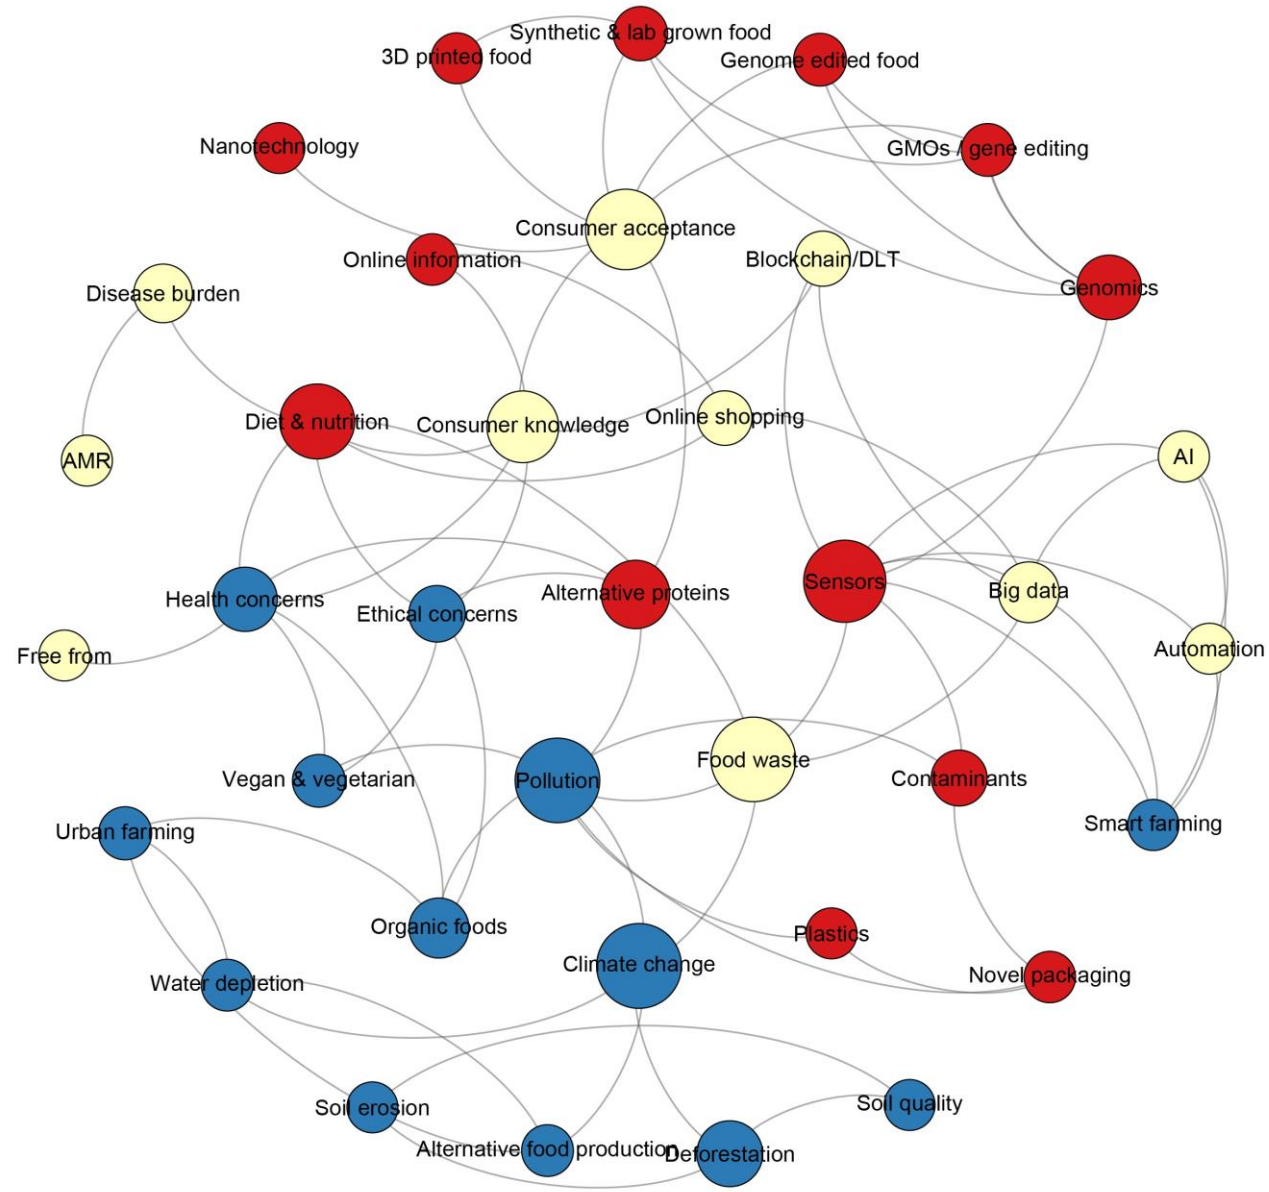 Synthetic & lab grown food
3D printed food
Genome edited food
Nanotechnology
GMOs / gene editing
Consumer acceptance
Online information
Blockchain/DLT
Genomics
Disease burden
Diet & nutrition
Consumer knowledge
Online shopping
AMR
AI
Health concerns
Ethical concerns
Alternative proteins
Sensors
Big data
Free from
Automation
Vegan & vegetarian
Pollution
Food waste
Contaminants
Urban farming
Smart farming
Organic foods
Plastics
Climate change
Novel packaging
Water depletion
Soil erosion
Soil quality
Alternative food production
Deforestation